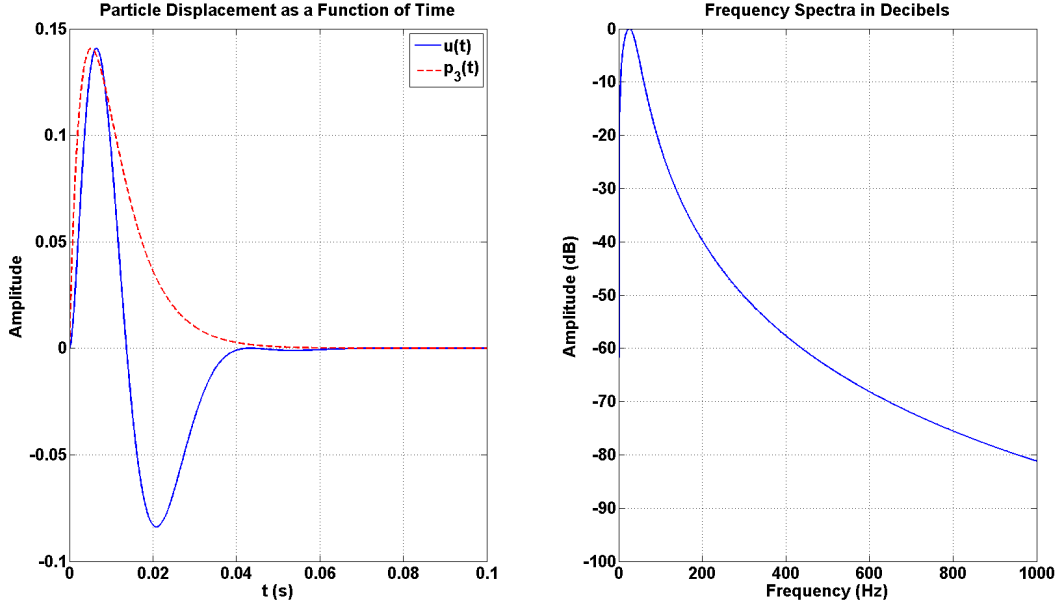 Particle Displacement as a Function of Time
0.15
0.1
0.05
0
-0.05
-0.1
Amplitude
u(t)
p3(t)
0 0.02 0.04 0.06 0.08 0.1
t (s)
Frequency Spectra in Decibels
0
-10
-20
-30
-40
-50
-60
-70
-80
-90
-100
Amplitude (dB)
0 200 400 600 800 1000
Frequency (Hz)